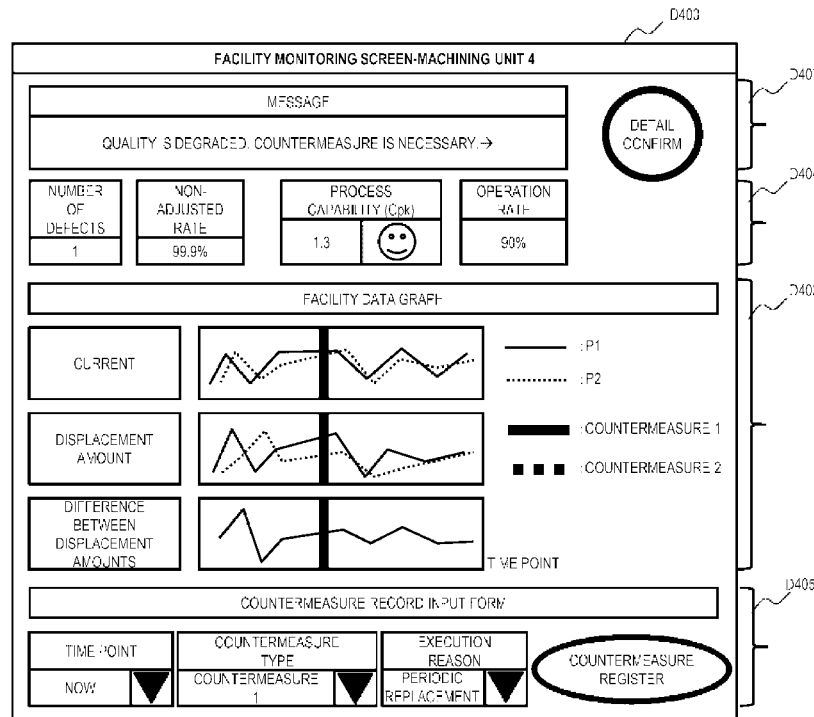 D403
FACILITY MONITORING SCREEN-MACHINING UNIT 4
MESSAGE
QUALITY IS DEGRADED. COUNTERMEASURE IS NECESSARY.→
DETAIL
CONFIRM
NUMBER
OF
DEFECTS
1
NON-
ADJUSTED
RATE
99.9%
PROCESS
CAPABILITY (Cpk)
1.3
OPERATION
RATE
90%
D404
FACILITY DATA GRAPH
D402
CURRENT
:P1
:P2
DISPLACEMENT
AMOUNT
:COUNTERMEASURE 1
:COUNTERMEASURE 2
DIFFERENCE
BETWEEN
DISPLACEMENT
AMOUNTS
TIME POINT
COUNTERMEASURE RECORD INPUT FORM
TIME POINT
NOW
COUNTERMEASURE
TYPE
COUNTERMEASURE
1
EXECUTION
REASON
PERIODIC
REPLACEMENT
COUNTERMEASURE
REGISTER
D405